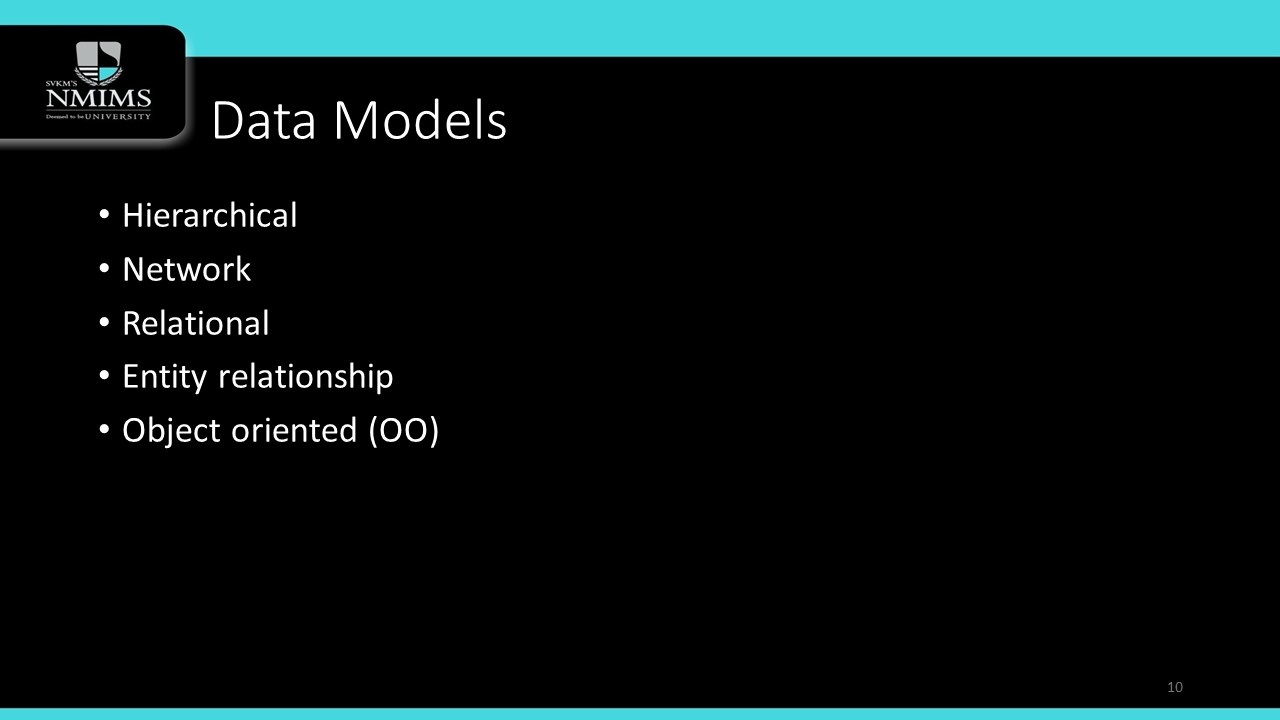 SVKM'S
NMIMS
Deemed to be UNIVERSITY
Data Models
• Hierarchical
• Network
• Relational
• Entity relationship
• Object oriented (OO)
10